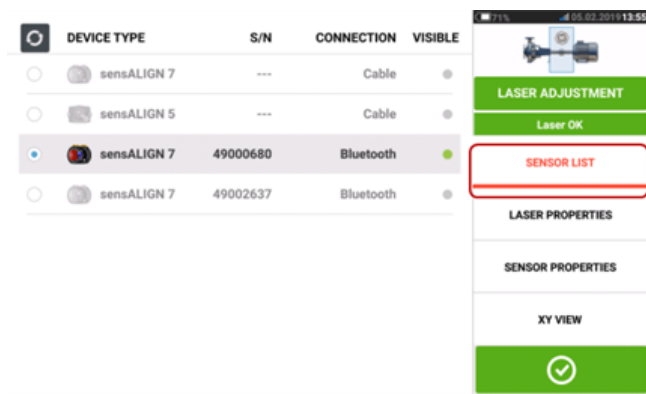 DEVICE TYPE S/N CONNECTION VISIBLE
sensALIGN 7 --- Cable
sensALIGN 5 --- Cable
sensALIGN 7 49000680 Bluetooth
sensALIGN 7 49002637 Bluetooth
71% 05.02.2019 13:55
LASER ADJUSTMENT
Laser OK
SENSOR LIST
LASER PROPERTIES
SENSOR PROPERTIES
XY VIEW